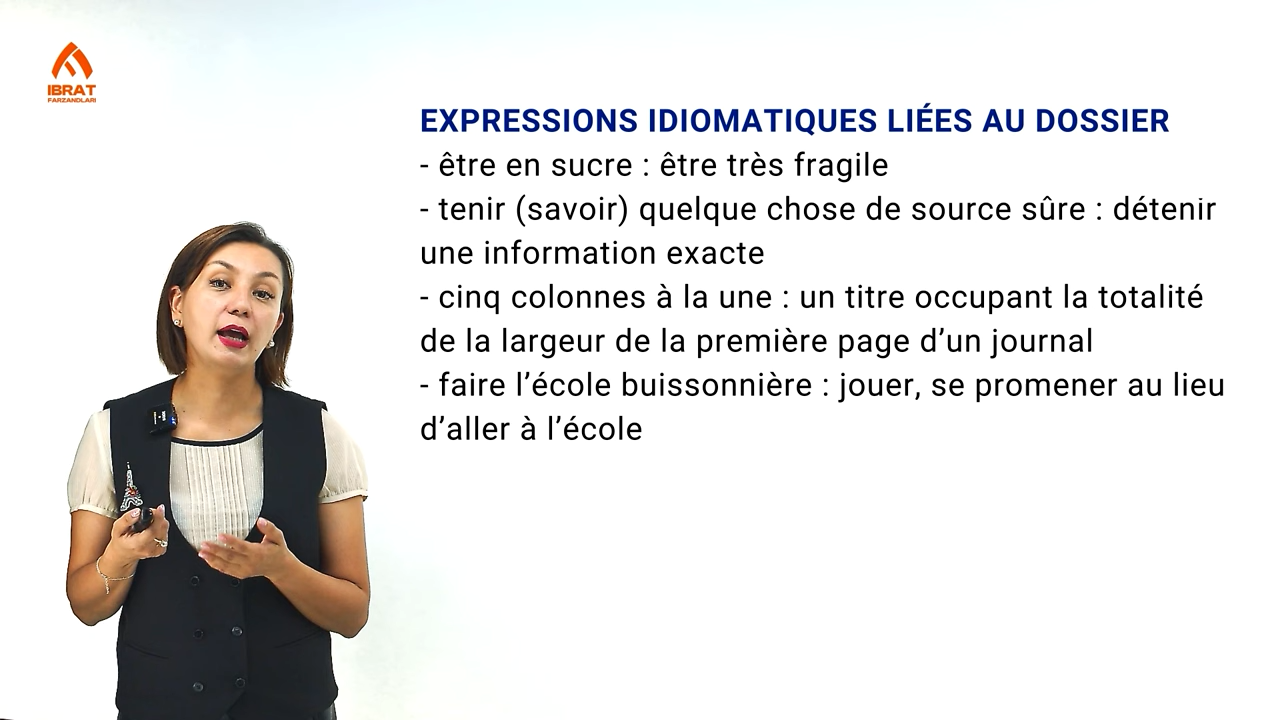 IBRAT
FARZANDLARI
EXPRESSIONS IDIOMATIQUES LIÉES AU DOSSIER
- être en sucre : être très fragile
- tenir (savoir) quelque chose de source sûre : détenir
une information exacte
- cinq colonnes à la une : un titre occupant la totalité
de la largeur de la première page d’un journal
- faire l’école buissonnière : jouer, se promener au lieu
d’aller à l’école